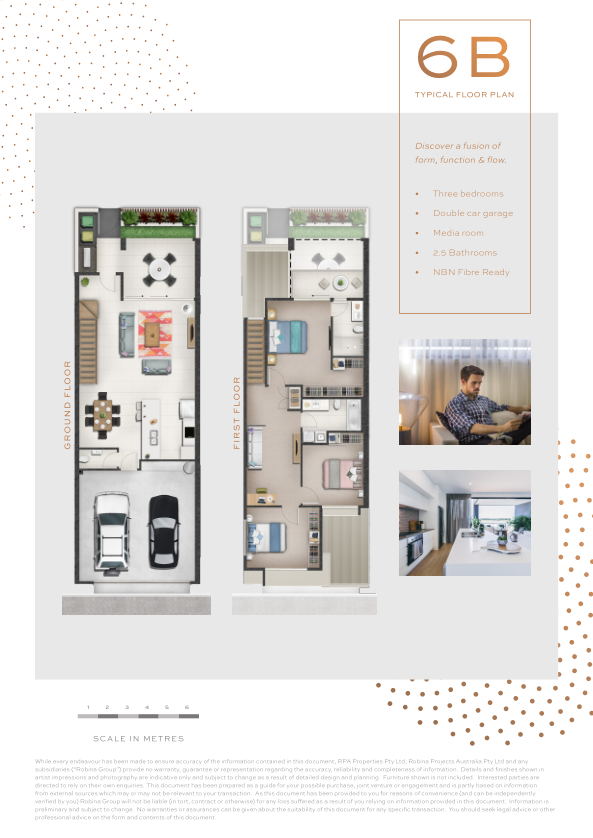 6B
TYPICAL FLOOR PLAN
Discover a fusion of
form, function & flow.
• Three bedrooms
• Double car garage
• Media room
• 2.5 Bathrooms
• NBN Fibre Ready
GROUND FLOOR
FIRST FLOOR
1 2 3 4 5 6
SCALE IN METRES
While every endeavour has been made to ensure accuracy of the information contained in this document, RPA Properties Pty Ltd, Robina Projects Australia Pty Ltd and any
subsidiaries ("Robina Group") provide no warranty, guarantee or representation regarding the accuracy, reliability and completeness of information. Details and finishes shown in
artist impressions and photography are indicative only and subject to change as a result of detailed design and planning. Furniture shown is not included. Interested parties are
directed to rely on their own enquiries. This document has been prepared as a guide for your possible purchase, joint venture or engagement and is partly based on information
from external sources which may or may not be relevant to your transaction. As this document has been provided to you for reasons of convenience (and can be independently
verified by you) Robina Group will not be liable (in tort, contract or otherwise) for any loss suffered as a result of you relying on information provided in this document. Information is
preliminary and subject to change. No warranties or assurances can be given about the suitability of this document for any specific transaction. You should seek legal advice or other
professional advice on this document.